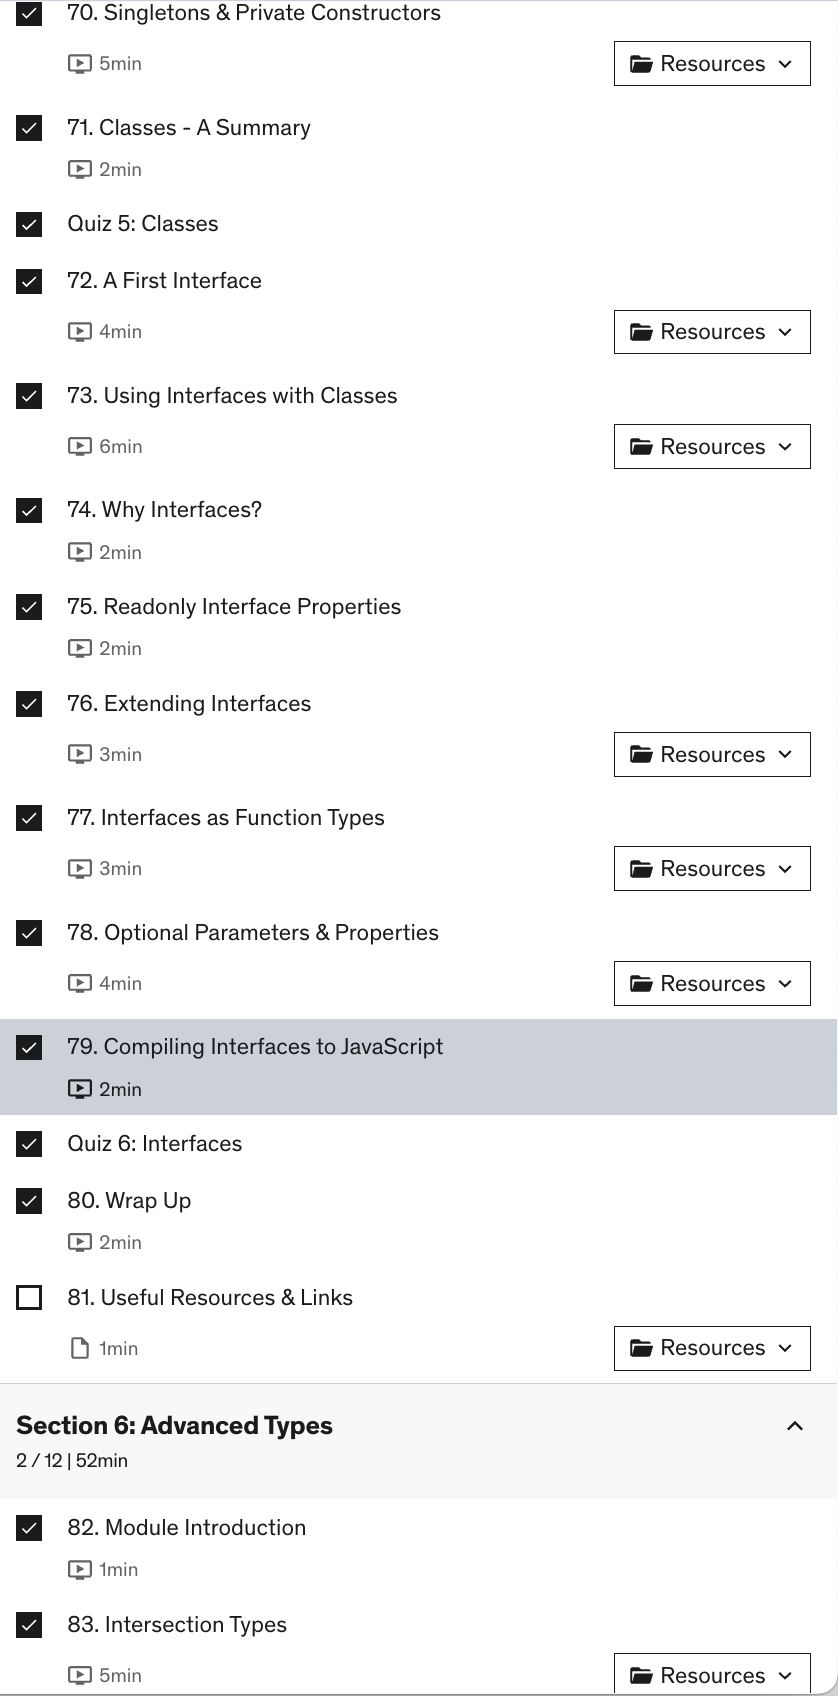 70. Singletons & Private Constructors
5min
Resources
71. Classes - A Summary
2min
Quiz 5: Classes
72. A First Interface
4min
Resources
73. Using Interfaces with Classes
6min
Resources
74. Why Interfaces?
2min
75. Readonly Interface Properties
2min
76. Extending Interfaces
3min
Resources
77. Interfaces as Function Types
3min
Resources
78. Optional Parameters & Properties
4min
Resources
79. Compiling Interfaces to JavaScript
2min
Quiz 6: Interfaces
80. Wrap Up
2min
81. Useful Resources & Links
1min
Resources
Section 6: Advanced Types
2 / 12 | 52min
82. Module Introduction
1min
83. Intersection Types
5min
Resources